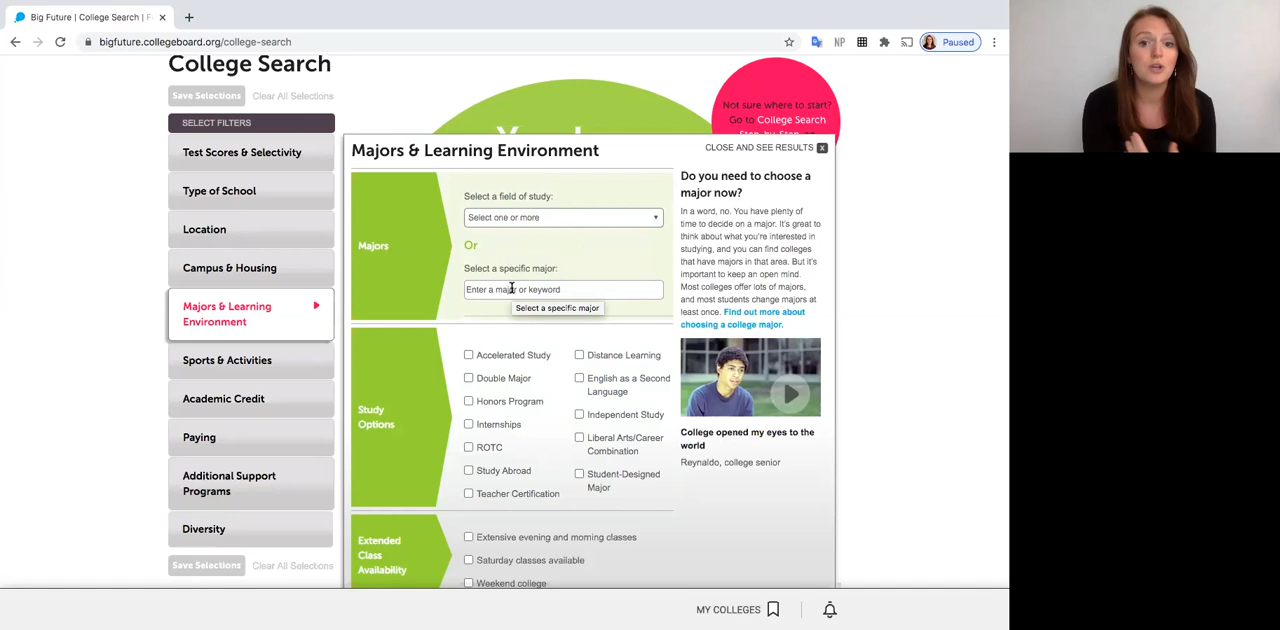 Big Future | College Search | F
bigfuture.collegeboard.org/college-search
NP
Paused
College Search
Save Selections
Clear All Selections
SELECT FILTERS
Test Scores & Selectivity
Type of School
Location
Campus & Housing
Majors & Learning
Environment
Sports & Activities
Academic Credit
Paying
Additional Support
Programs
Diversity
Save Selections
Clear All Selections
Not sure where to start?
Go to College Search
Majors & Learning Environment
CLOSE AND SEE RESULTS X
Majors
Select a field of study:
Select one or more
Or
Select a specific major:
Enter a major or keyword
Select a specific major
Study
Options
Accelerated Study
Double Major
Honors Program
Internships
ROTC
Study Abroad
Teacher Certification
Distance Learning
English as a Second
Language
Independent Study
Liberal Arts/Career
Combination
Student-Designed
Major
Extended
Class
Availability
Extensive evening and morning classes
Saturday classes available
Weekend college
Do you need to choose a
major now?
In a word, no. You have plenty of
time to decide on a major. It's great to
think about what you're interested in
studying, and you can find colleges
that have majors in that area. But it's
important to keep an open mind.
Most colleges offer lots of majors,
and most students change majors at
least once. Find out more about
choosing a college major.
College opened my eyes to the
world
Reynaldo, college senior
MY COLLEGES